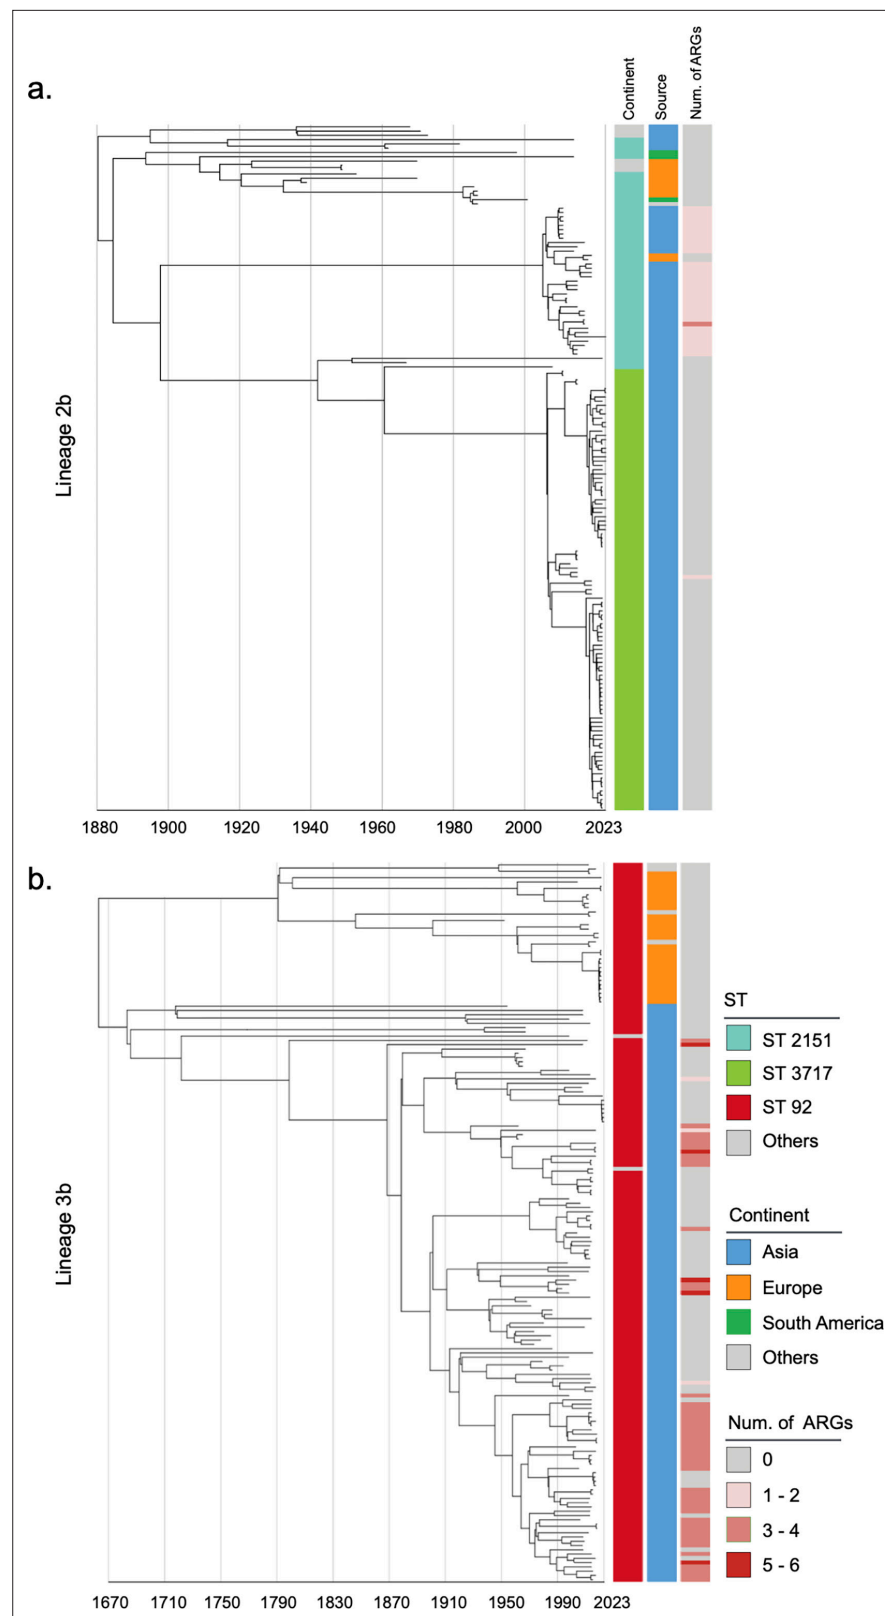 a.
Continent
Source
Num. of ARGs
Lineage 2b
1880 1900 1920 1940 1960 1980 2000 2023
b.
Lineage 3b
ST
ST 2151
ST 3717
ST 92
Others
Continent
Asia
Europe
South America
Others
Num. of ARGs
0
1 - 2
3 - 4
5 - 6
1670 1710 1750 1790 1830 1870 1910 1950 1990 2023